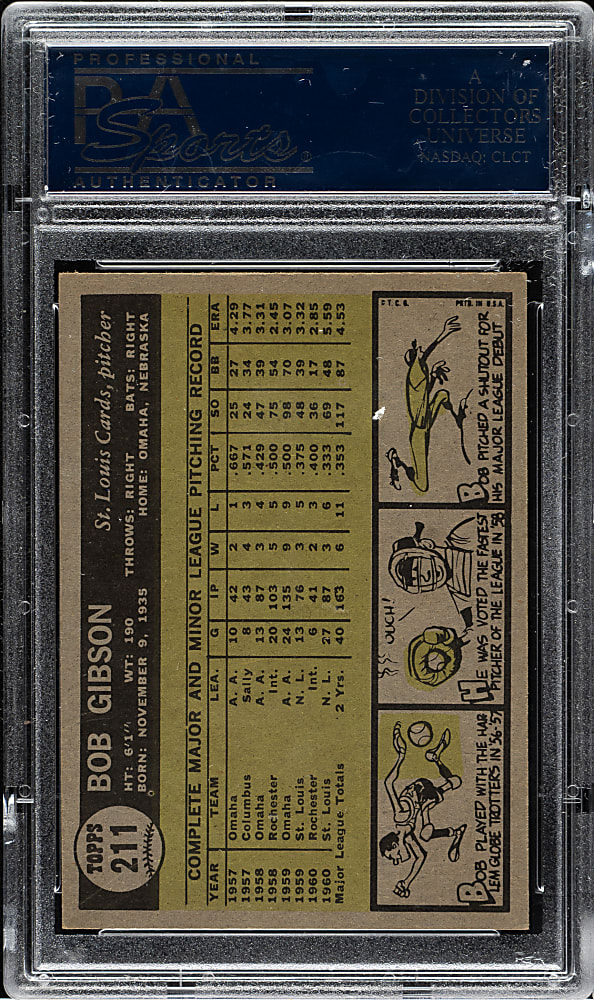 PROFESSIONAL
PSA
Sports
®
AUTHENTICATOR
A
DIVISION OF
COLLECTORS
UNIVERSE
NASDAQ: CLCT
TOPPS
211
BOB GIBSON St. Louis Cards, pitcher
HT: 6'1" WT: 190 THROWS: RIGHT BATS: RIGHT
BORN: NOVEMBER 9, 1935 HOME: OMAHA, NEBRASKA
COMPLETE MAJOR AND MINOR LEAGUE PITCHING RECORD
YEAR TEAM LEA. G IP W L PCT SO BB ERA
1957 Omaha A. A. 10 42 2 1 .667 25 27 4.29
1957 Columbus Sally 8 43 4 3 .571 24 34 3.77
1958 Omaha A. A. 13 87 3 4 .429 47 39 3.31
1958 Rochester Int. 20 103 5 5 .500 75 54 2.45
1959 Omaha A. A. 24 135 9 9 .500 98 70 3.07
1959 St. Louis N. L. 13 76 3 5 .375 48 39 3.32
1960 Rochester Int. 6 41 2 3 .400 36 17 2.85
1960 St. Louis N. L. 27 87 3 6 .333 69 48 5.59
Major League Totals 2 Yrs. 40 163 6 11 .353 117 87 4.53
BOB PLAYED WITH THE HAR
LEM GLOBE TROTTERS IN '56-'57
OUCH!
HE WAS VOTED THE FASTEST
PITCHER OF THE LEAGUE IN '58
© T. C. G. PRTD. IN U.S.A.
BOB PITCHED A SHUTOUT FOR
HIS MAJOR LEAGUE DEBUT
PSA